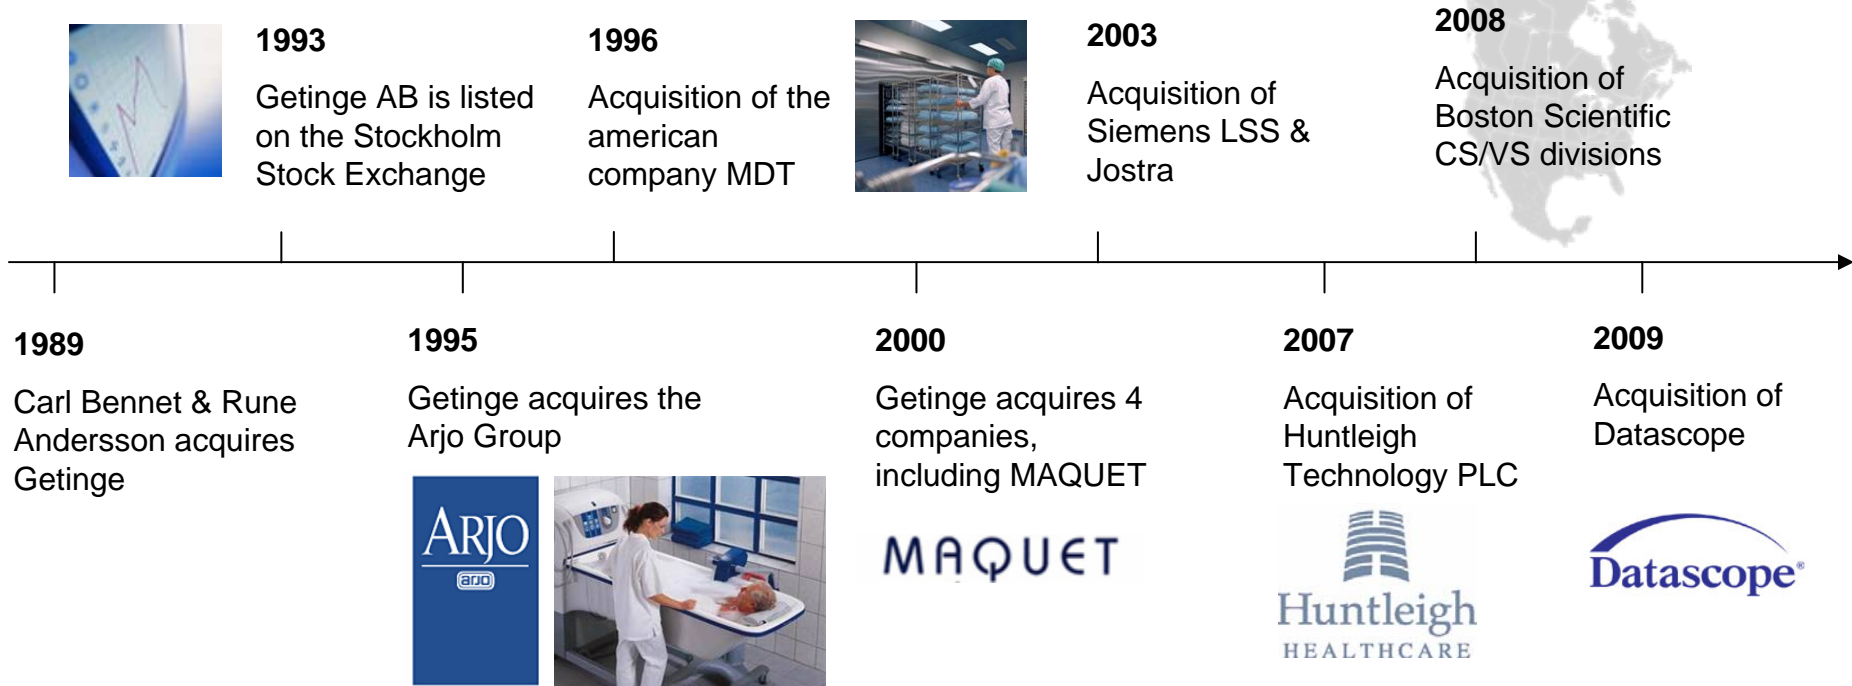 1993
Getinge AB is listed
on the Stockholm
Stock Exchange
1996
Acquisition of the
american
company MDT
2003
Acquisition of
Siemens LSS &
Jostra
2008
Acquisition of
Boston Scientific
CS/VS divisions
1989
Carl Bennet & Rune
Andersson acquires
Getinge
1995
Getinge acquires the
Arjo Group
ARJO
arjo
2000
Getinge acquires 4
companies,
including MAQUET
MAQUET
2007
Acquisition of
Huntleigh
Technology PLC
Huntleigh
HEALTHCARE
2009
Acquisition of
Datascope
Datascope®